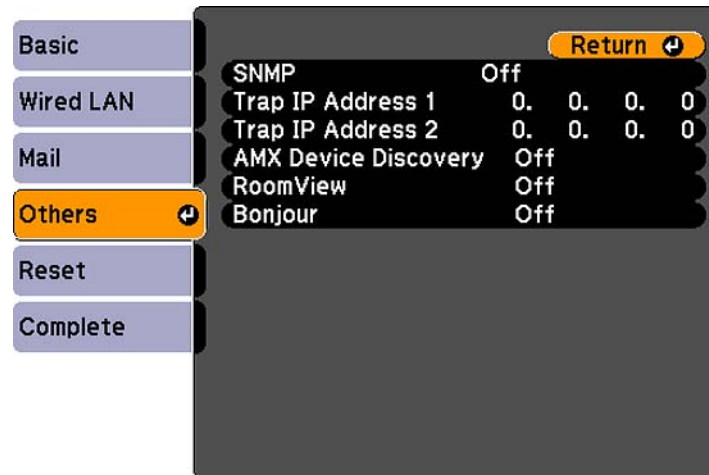 Basic
Wired LAN
Mail
Others
Reset
Complete
Return
SNMP Off
Trap IP Address 1 0. 0. 0. 0
Trap IP Address 2 0. 0. 0. 0
AMX Device Discovery Off
RoomView Off
Bonjour Off